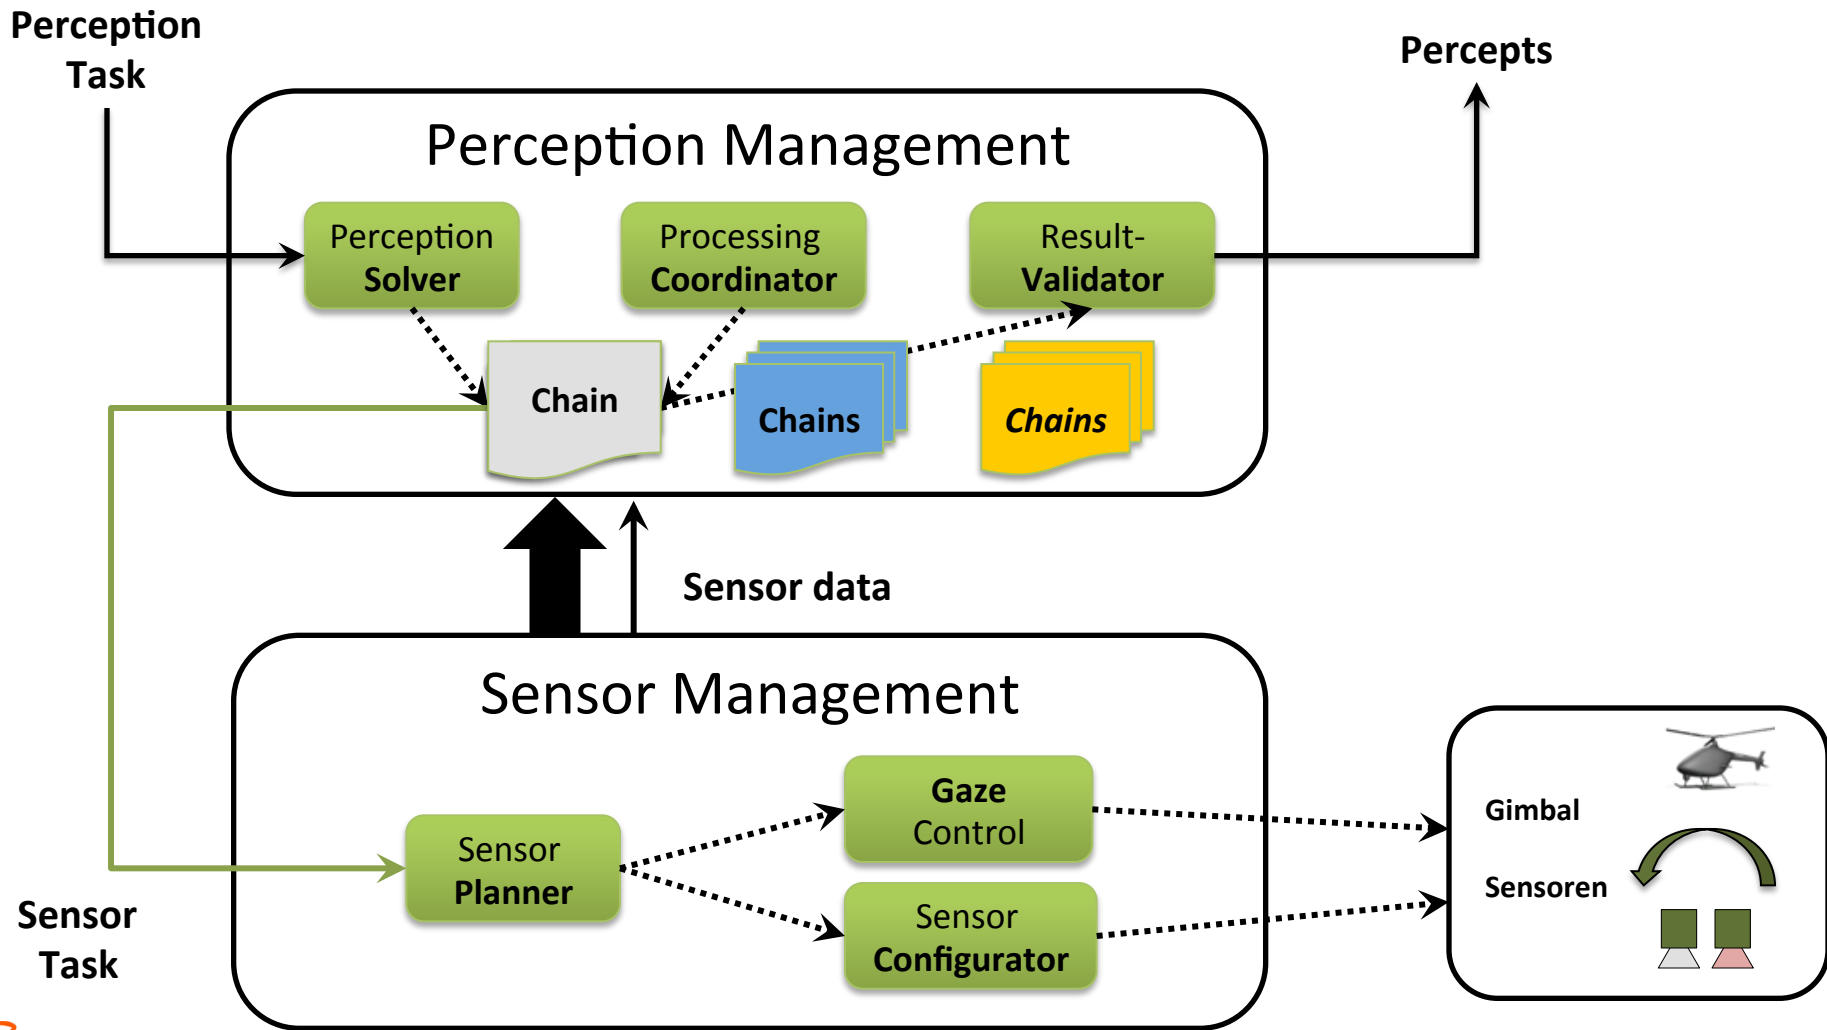 Perception
Task
Percepts
Perception Management
Perception
Solver
Processing
Coordinator
Result-
Validator
Chain
Chains
Chains
Sensor data
Sensor Management
Gaze
Control
Sensor
Planner
Sensor
Configurator
Gimbal
Sensoren
Sensor
Task